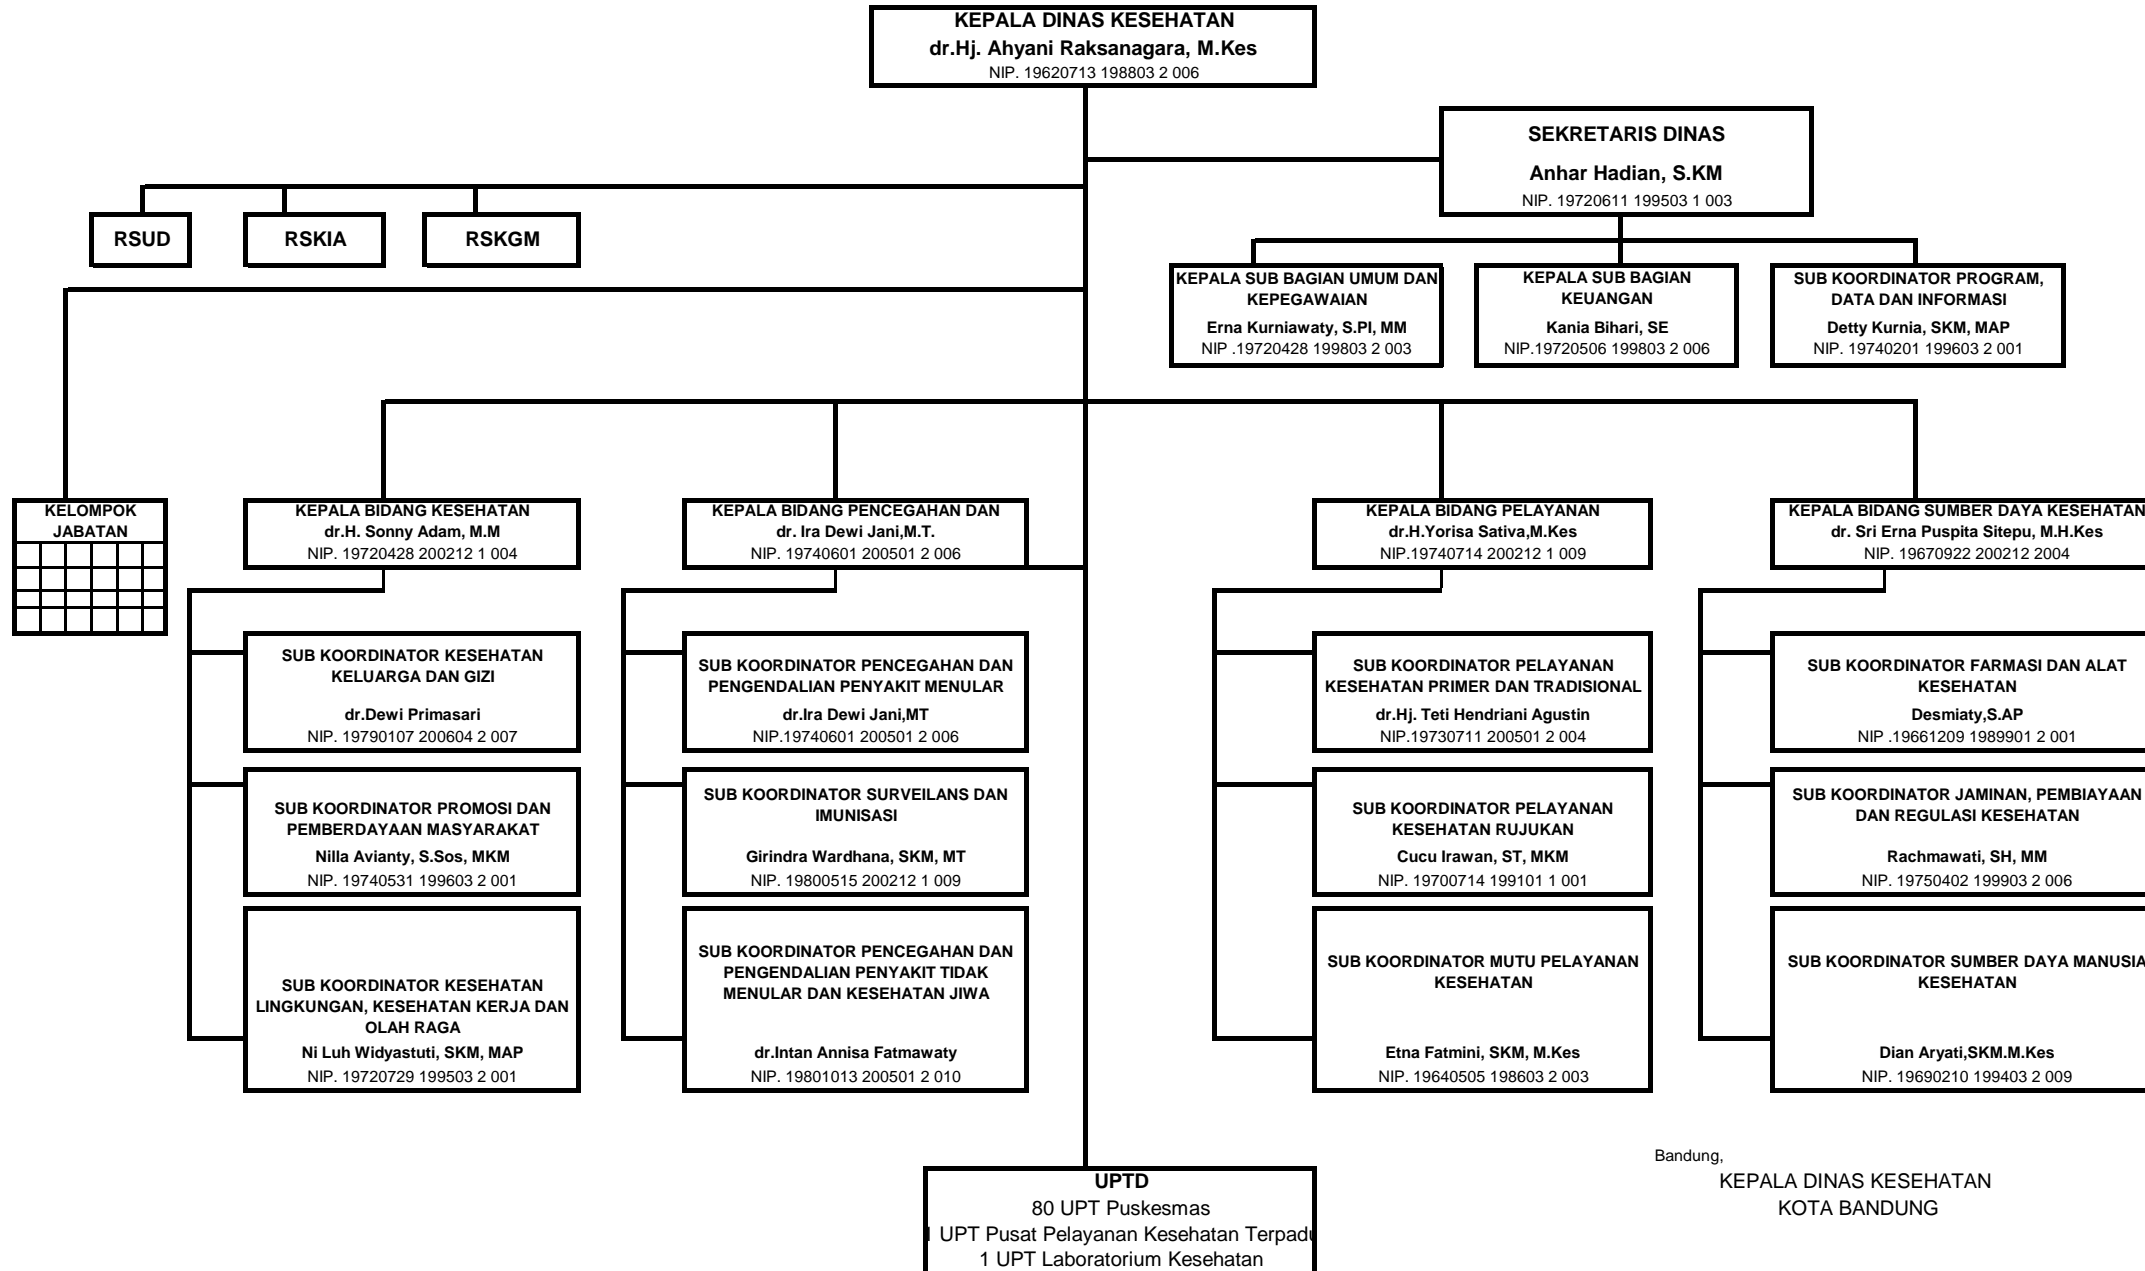 KEPALA DINAS KESEHATAN
dr.Hj. Ahyani Raksanagara, M.Kes
NIP. 19620713 198803 2 006
SEKRETARIS DINAS
Anhar Hadian, S.KM
NIP. 19720611 199503 1 003
RSUD
RSKIA
RSKGM
KEPALA SUB BAGIAN UMUM DAN
KEPEGAWAIAN
Erna Kurniawaty, S.PI, MM
NIP .19720428 199803 2 003
KEPALA SUB BAGIAN
KEUANGAN
Kania Bihari, SE
NIP.19720506 199803 2 006
SUB KOORDINATOR PROGRAM,
DATA DAN INFORMASI
Detty Kurnia, SKM, MAP
NIP. 19740201 199603 2 001
KELOMPOK
JABATAN
KEPALA BIDANG KESEHATAN
dr.H. Sonny Adam, M.M
NIP. 19720428 200212 1 004
KEPALA BIDANG PENCEGAHAN DAN
dr. Ira Dewi Jani,M.T.
NIP. 19740601 200501 2 006
KEPALA BIDANG PELAYANAN
dr.H.Yorisa Sativa,M.Kes
NIP.19740714 200212 1 009
KEPALA BIDANG SUMBER DAYA KESEHATAN
dr. Sri Erna Puspita Sitepu, M.H.Kes
NIP. 19670922 200212 2004
SUB KOORDINATOR KESEHATAN
KELUARGA DAN GIZI
dr.Dewi Primasari
NIP. 19790107 200604 2 007
SUB KOORDINATOR PENCEGAHAN DAN
PENGENDALIAN PENYAKIT MENULAR
dr.Ira Dewi Jani,MT
NIP.19740601 200501 2 006
SUB KOORDINATOR PELAYANAN
KESEHATAN PRIMER DAN TRADISIONAL
dr.Hj. Teti Hendriani Agustin
NIP.19730711 200501 2 004
SUB KOORDINATOR FARMASI DAN ALAT
KESEHATAN
Desmiaty,S.AP
NIP .19661209 1989901 2 001
SUB KOORDINATOR PROMOSI DAN
PEMBERDAYAAN MASYARAKAT
Nilla Avianty, S.Sos, MKM
NIP. 19740531 199603 2 001
SUB KOORDINATOR SURVEILANS DAN
IMUNISASI
Girindra Wardhana, SKM, MT
NIP. 19800515 200212 1 009
SUB KOORDINATOR PELAYANAN
KESEHATAN RUJUKAN
Cucu Irawan, ST, MKM
NIP. 19700714 199101 1 001
SUB KOORDINATOR JAMINAN, PEMBIAYAAN
DAN REGULASI KESEHATAN
Rachmawati, SH, MM
NIP. 19750402 199903 2 006
SUB KOORDINATOR KESEHATAN
LINGKUNGAN, KESEHATAN KERJA DAN
OLAH RAGA
Ni Luh Widyastuti, SKM, MAP
NIP. 19720729 199503 2 001
SUB KOORDINATOR PENCEGAHAN DAN
PENGENDALIAN PENYAKIT TIDAK
MENULAR DAN KESEHATAN JIWA
dr.Intan Annisa Fatmawaty
NIP. 19801013 200501 2 010
SUB KOORDINATOR MUTU PELAYANAN
KESEHATAN
Etna Fatmini, SKM, M.Kes
NIP. 19640505 198603 2 003
SUB KOORDINATOR SUMBER DAYA MANUSIA
KESEHATAN
Dian Aryati,SKM.M.Kes
NIP. 19690210 199403 2 009
UPTD
80 UPT Puskesmas
1 UPT Pusat Pelayanan Kesehatan Terpadu
1 UPT Laboratorium Kesehatan
Bandung,
KEPALA DINAS KESEHATAN
KOTA BANDUNG